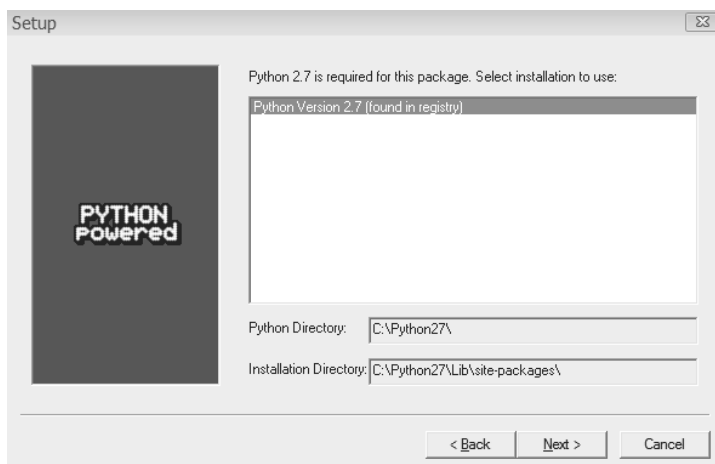 Setup
Python 2.7 is required for this package. Select installation to use:
Python Version 2.7 (found in registry)
PYTHON
powered
Python Directory: C:\Python27\
Installation Directory: C:\Python27\Lib\site-packages\
< Back Next > Cancel